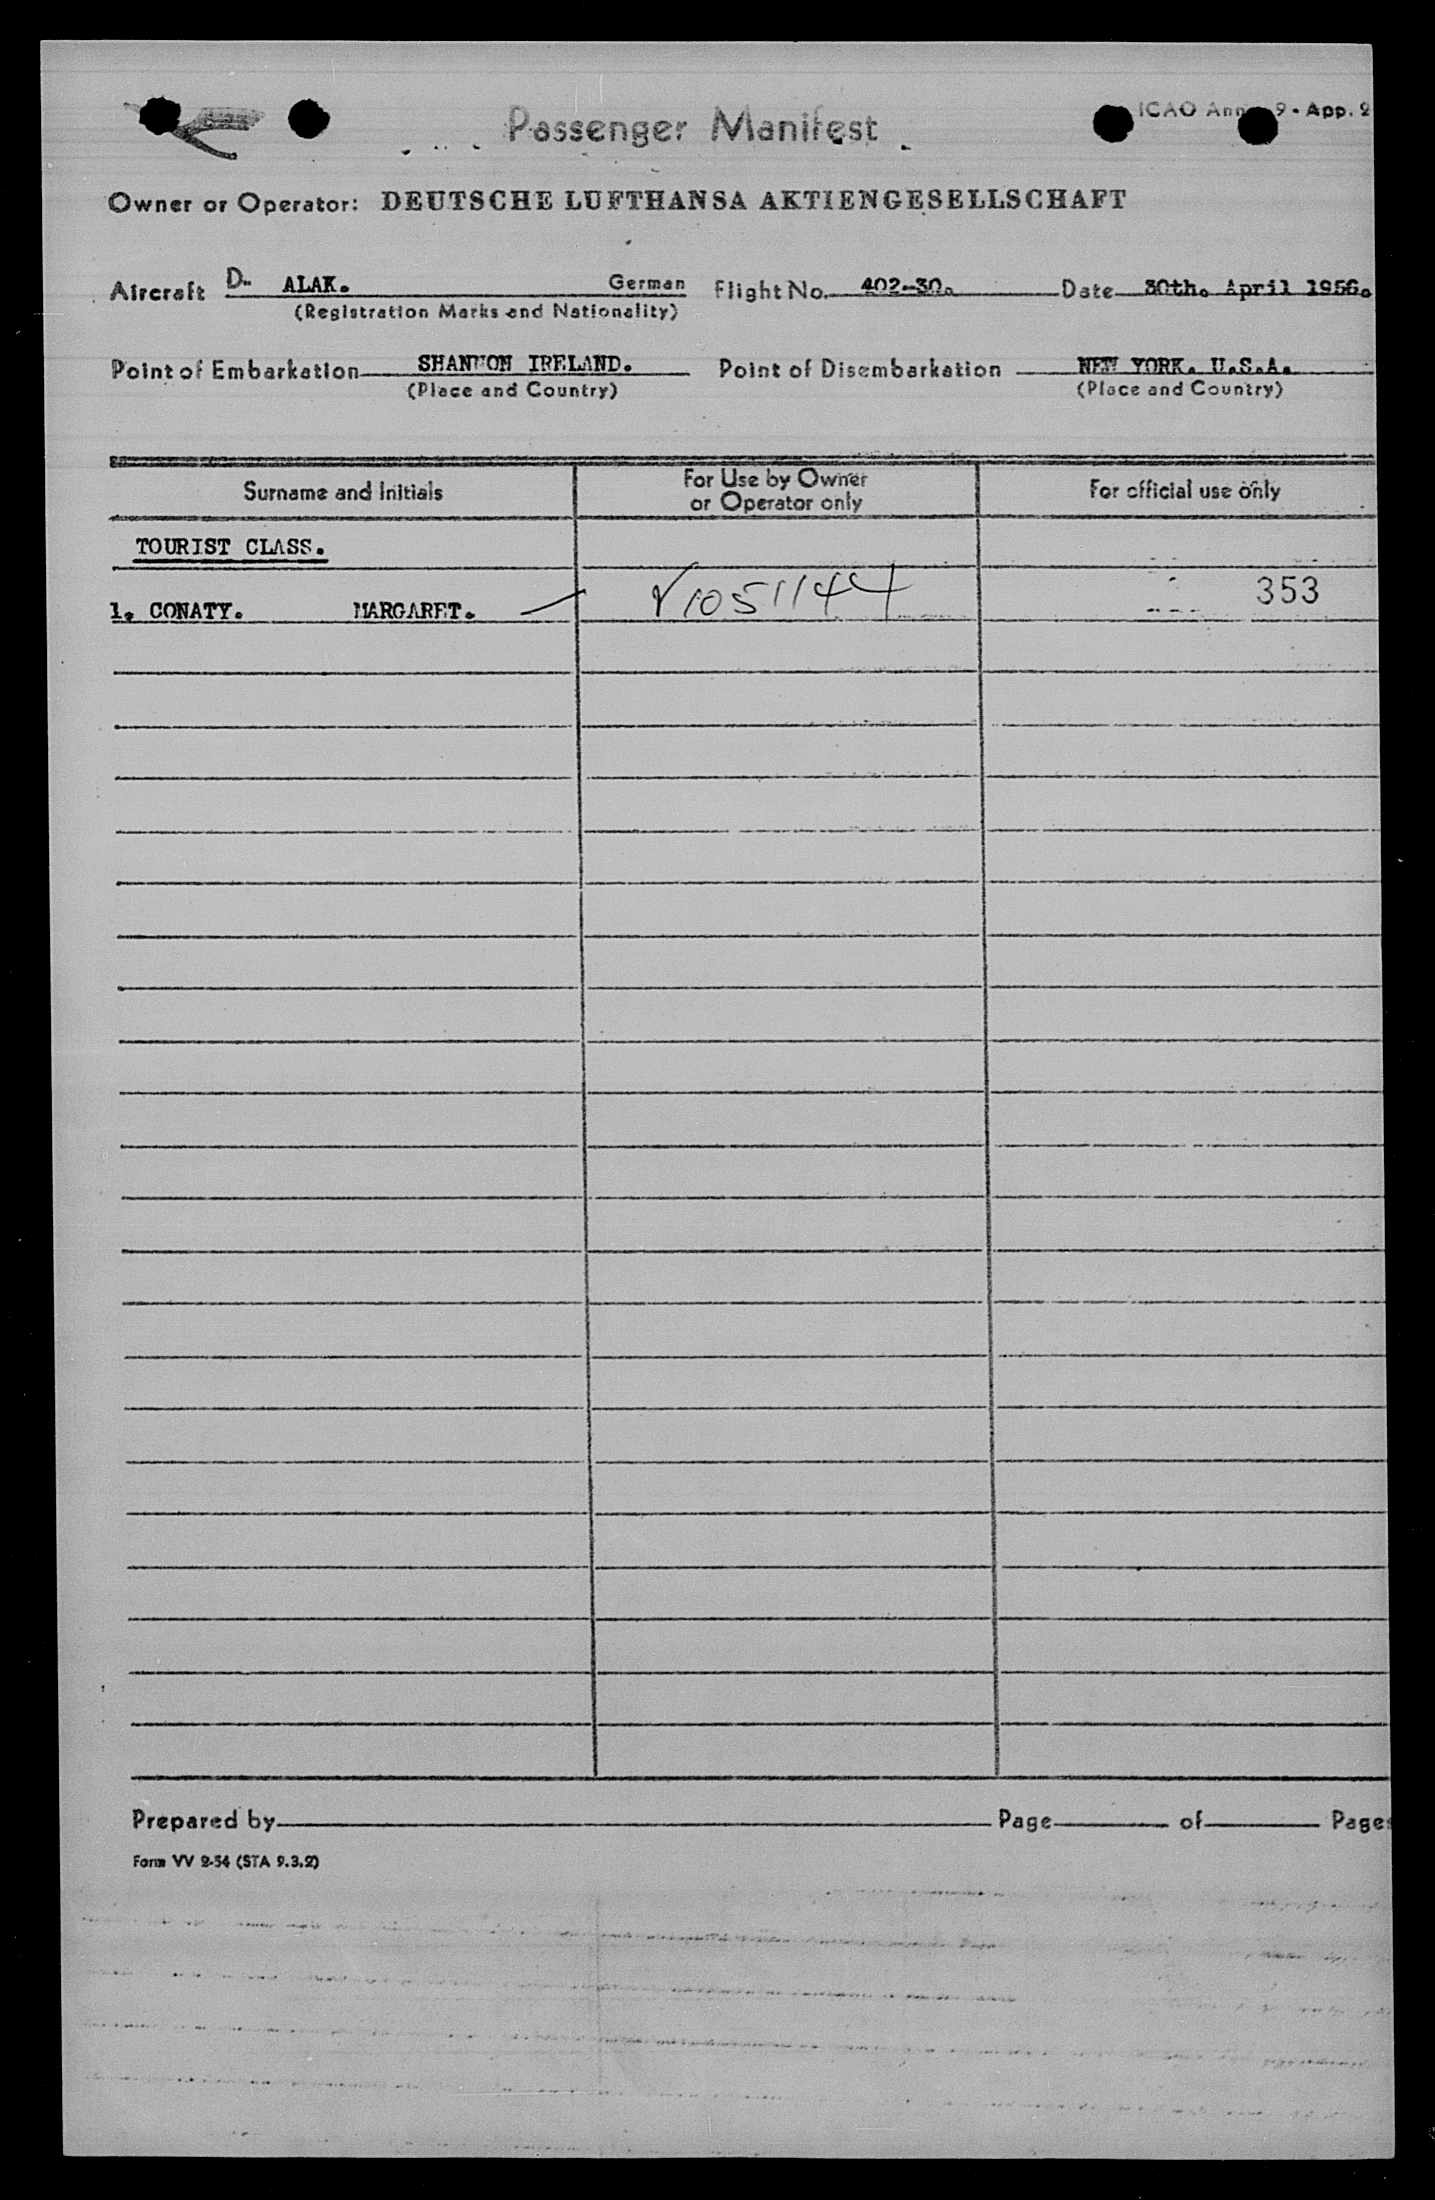 Passenger Manifest
ICAO Annex 9 - App. 2
Owner or Operator: DEUTSCHE LUFTHANSA AKTIENGESELLSCHAFT
Aircraft D- ALAK. German Flight No. 402-30. Date 30th. April 1956.
(Registration Marks and Nationality)
Point of Embarkation SHANNON IRELAND. Point of Disembarkation NEW YORK. U.S.A.
(Place and Country) (Place and Country)
Surname and Initials For Use by Owner or Operator only For official use only
TOURIST CLASS.
1. CONATY. MARGARET. V1051144 353
Prepared by Page of Pages
Form VV 2-54 (STA 9.3.2)